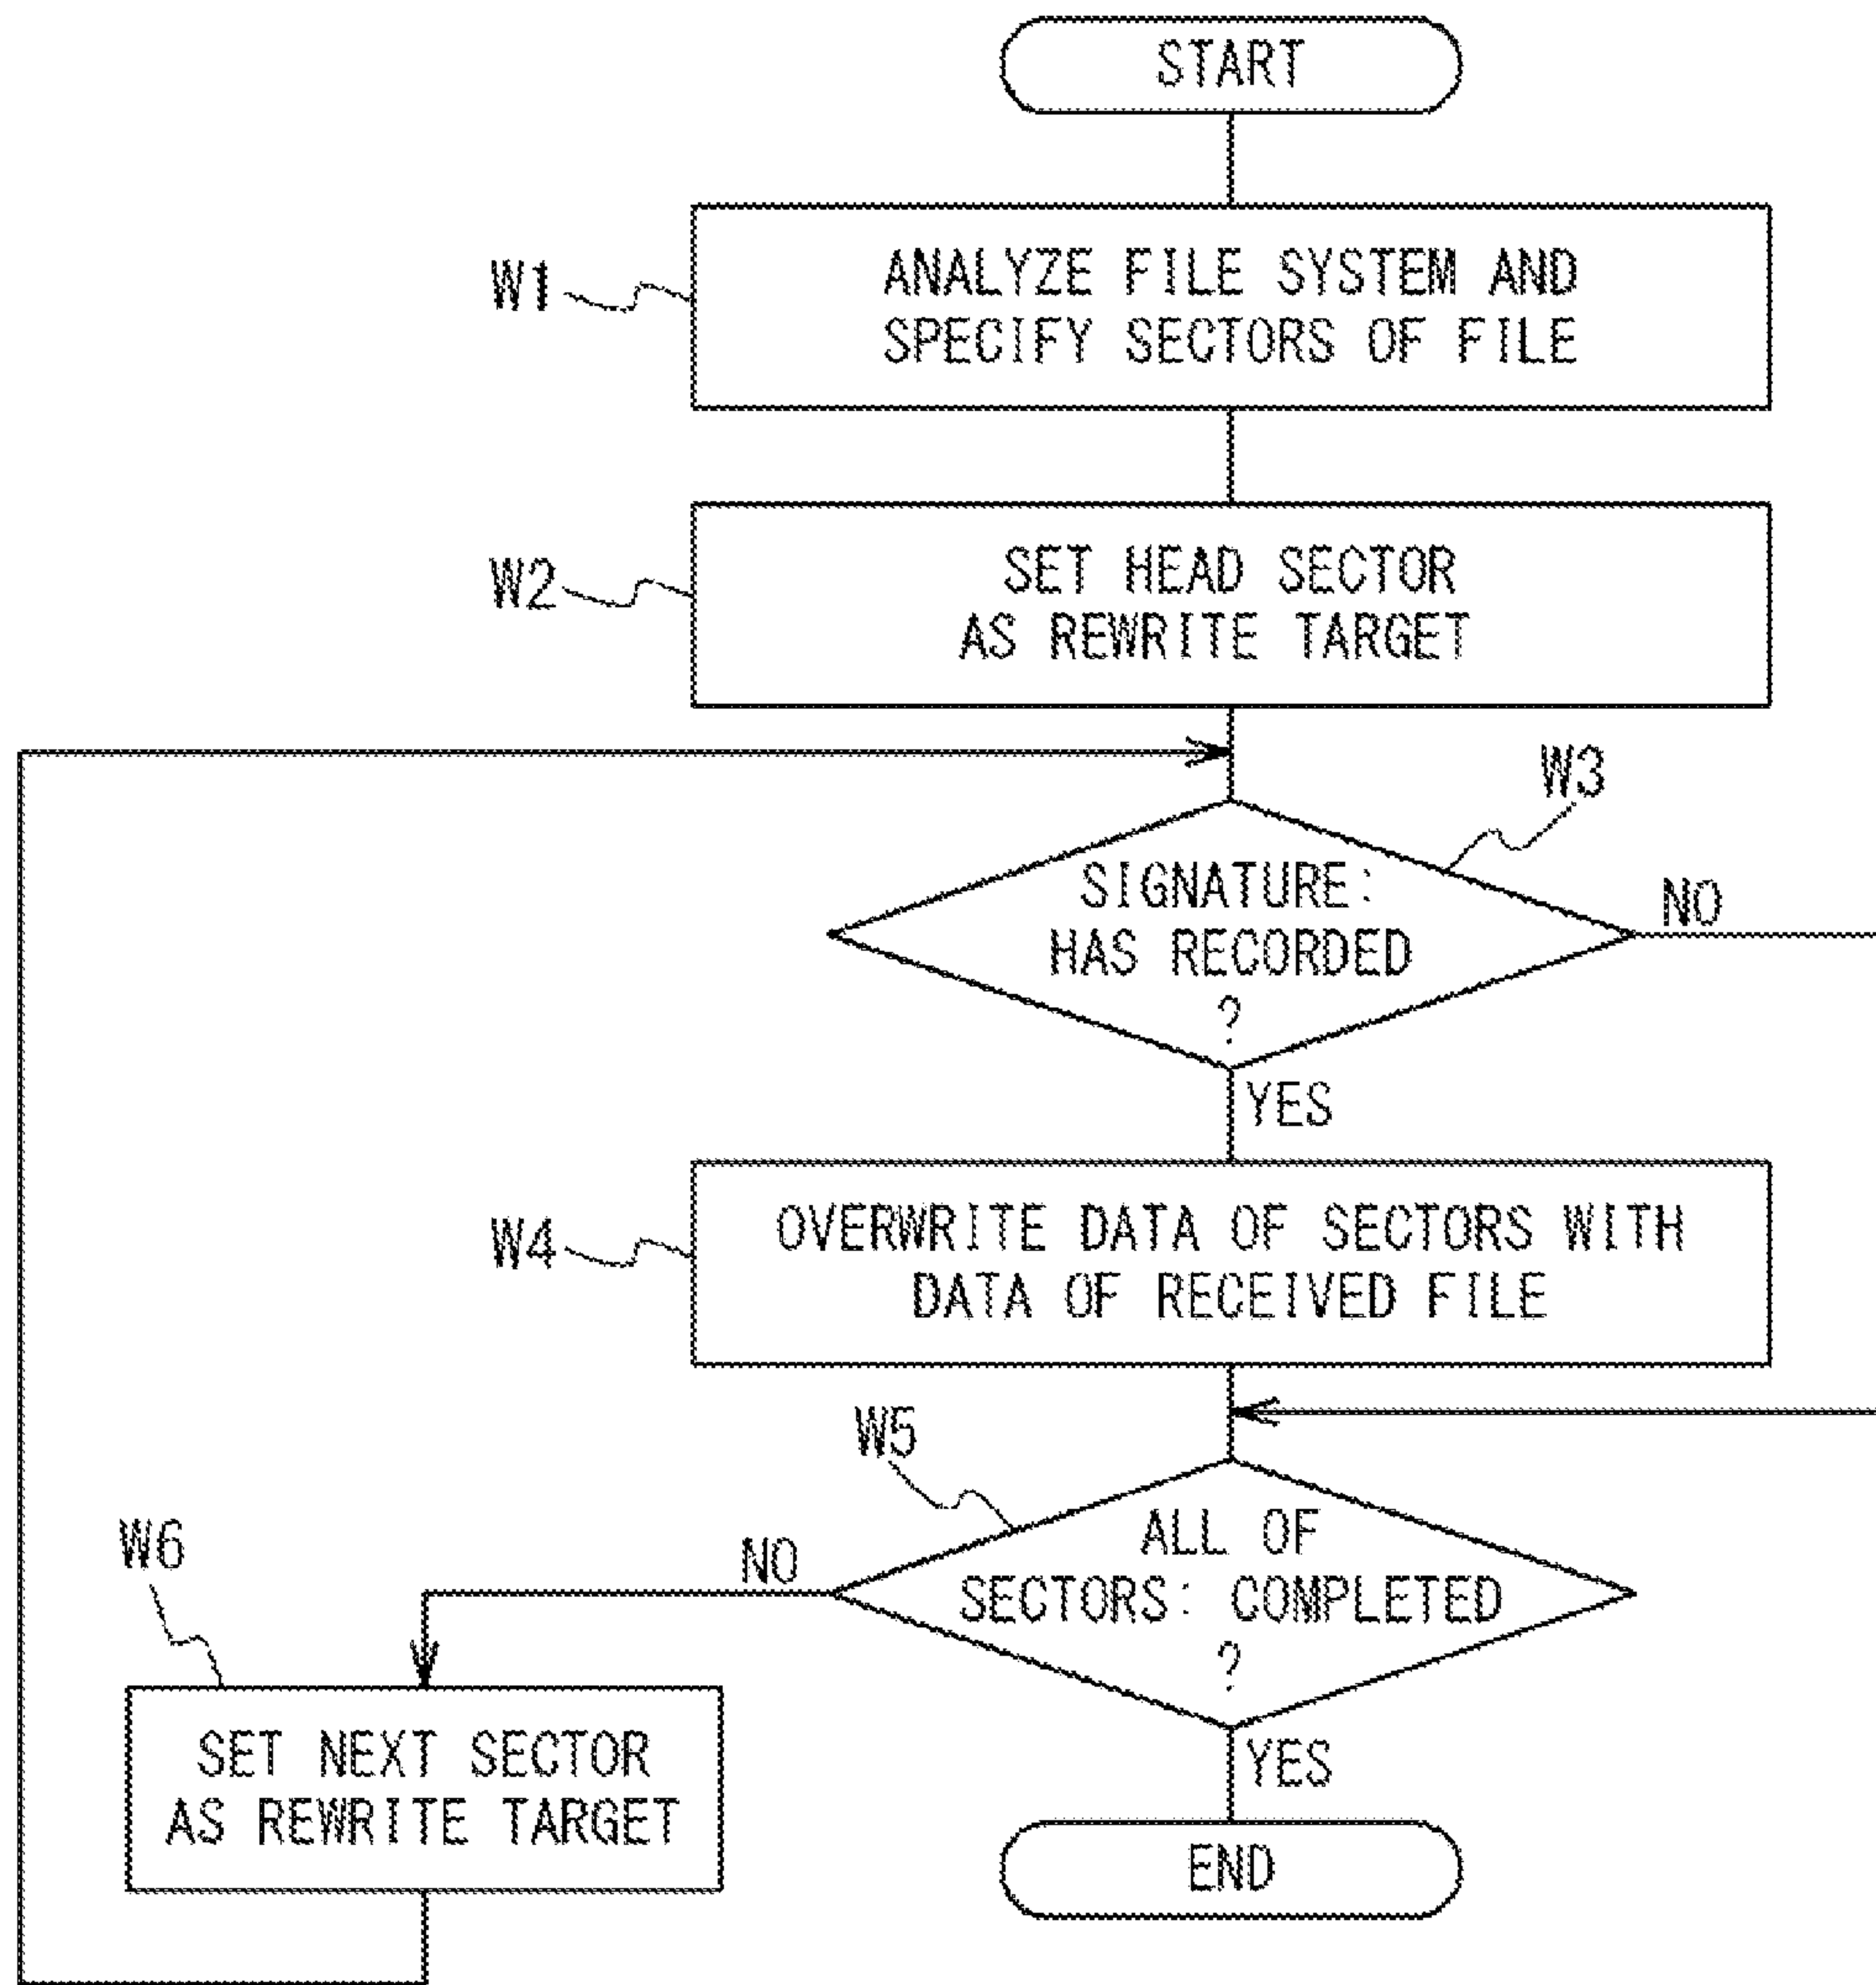 START
W1
ANALYZE FILE SYSTEM AND
SPECIFY SECTORS OF FILE
W2
SET HEAD SECTOR
AS REWRITE TARGET
W3
SIGNATURE:
HAS RECORDED
?
NO
YES
W4
OVERWRITE DATA OF SECTORS WITH
DATA OF RECEIVED FILE
W5
ALL OF
SECTORS: COMPLETED
?
NO
W6
YES
SET NEXT SECTOR
AS REWRITE TARGET
END